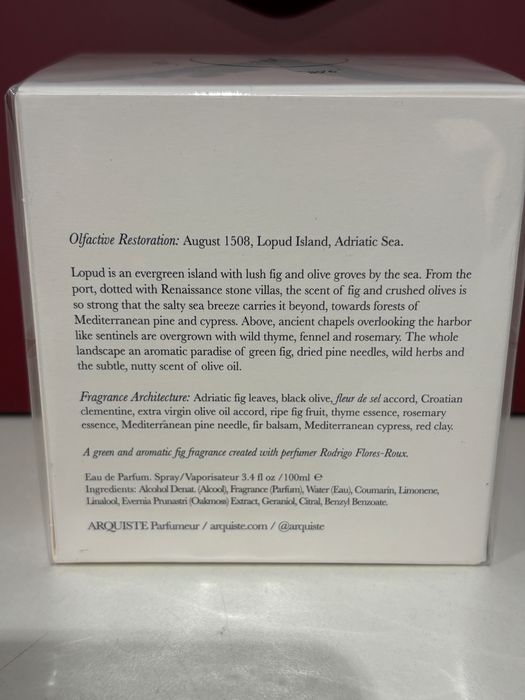 Olfactive Restoration: August 1508, Lopud Island, Adriatic Sea.
Lopud is an evergreen island with lush fig and olive groves by the sea. From the
port, dotted with Renaissance stone villas, the scent of fig and crushed olives is
so strong that the salty sea breeze carries it beyond, towards forests of
Mediterranean pine and cypress. Above, ancient chapels overlooking the harbor
like sentinels are overgrown with wild thyme, fennel and rosemary. The whole
landscape an aromatic paradise of green fig, dried pine needles, wild herbs and
the subtle, nutty scent of olive oil.
Fragrance Architecture: Adriatic fig leaves, black olive, fleur de sel accord, Croatian
clementine, extra virgin olive oil accord, ripe fig fruit, thyme essence, rosemary
essence, Mediterranean pine needle, fir balsam, Mediterranean cypress, red clay.
A green and aromatic fig fragrance created with perfumer Rodrigo Flores-Roux.
Eau de Parfum. Spray/Vaporisateur 3.4 fl oz /100ml ℮
Ingredients: Alcohol Denat. (Alcool), Fragrance (Parfum), Water (Eau), Coumarin, Limonene,
Linalool, Evernia Prunastri (Oakmoss) Extract, Geraniol, Citral, Benzyl Benzoate.
ARQUISTE Parfumeur / arquiste.com / @arquiste